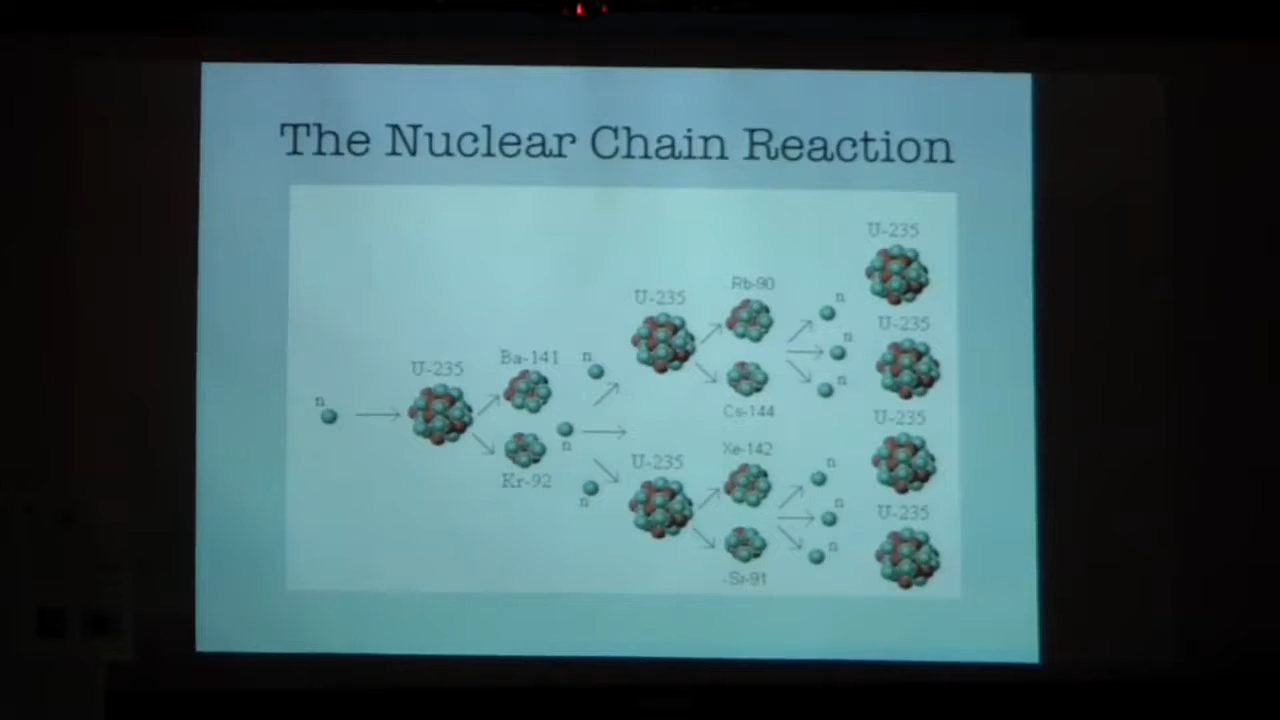 The Nuclear Chain Reaction
n
U-235
Ba-141
Kr-92
n
n
n
U-235
Rb-90
Cs-144
n
n
n
U-235
Xe-142
-Sr-91
n
n
n
U-235
U-235
U-235
U-235